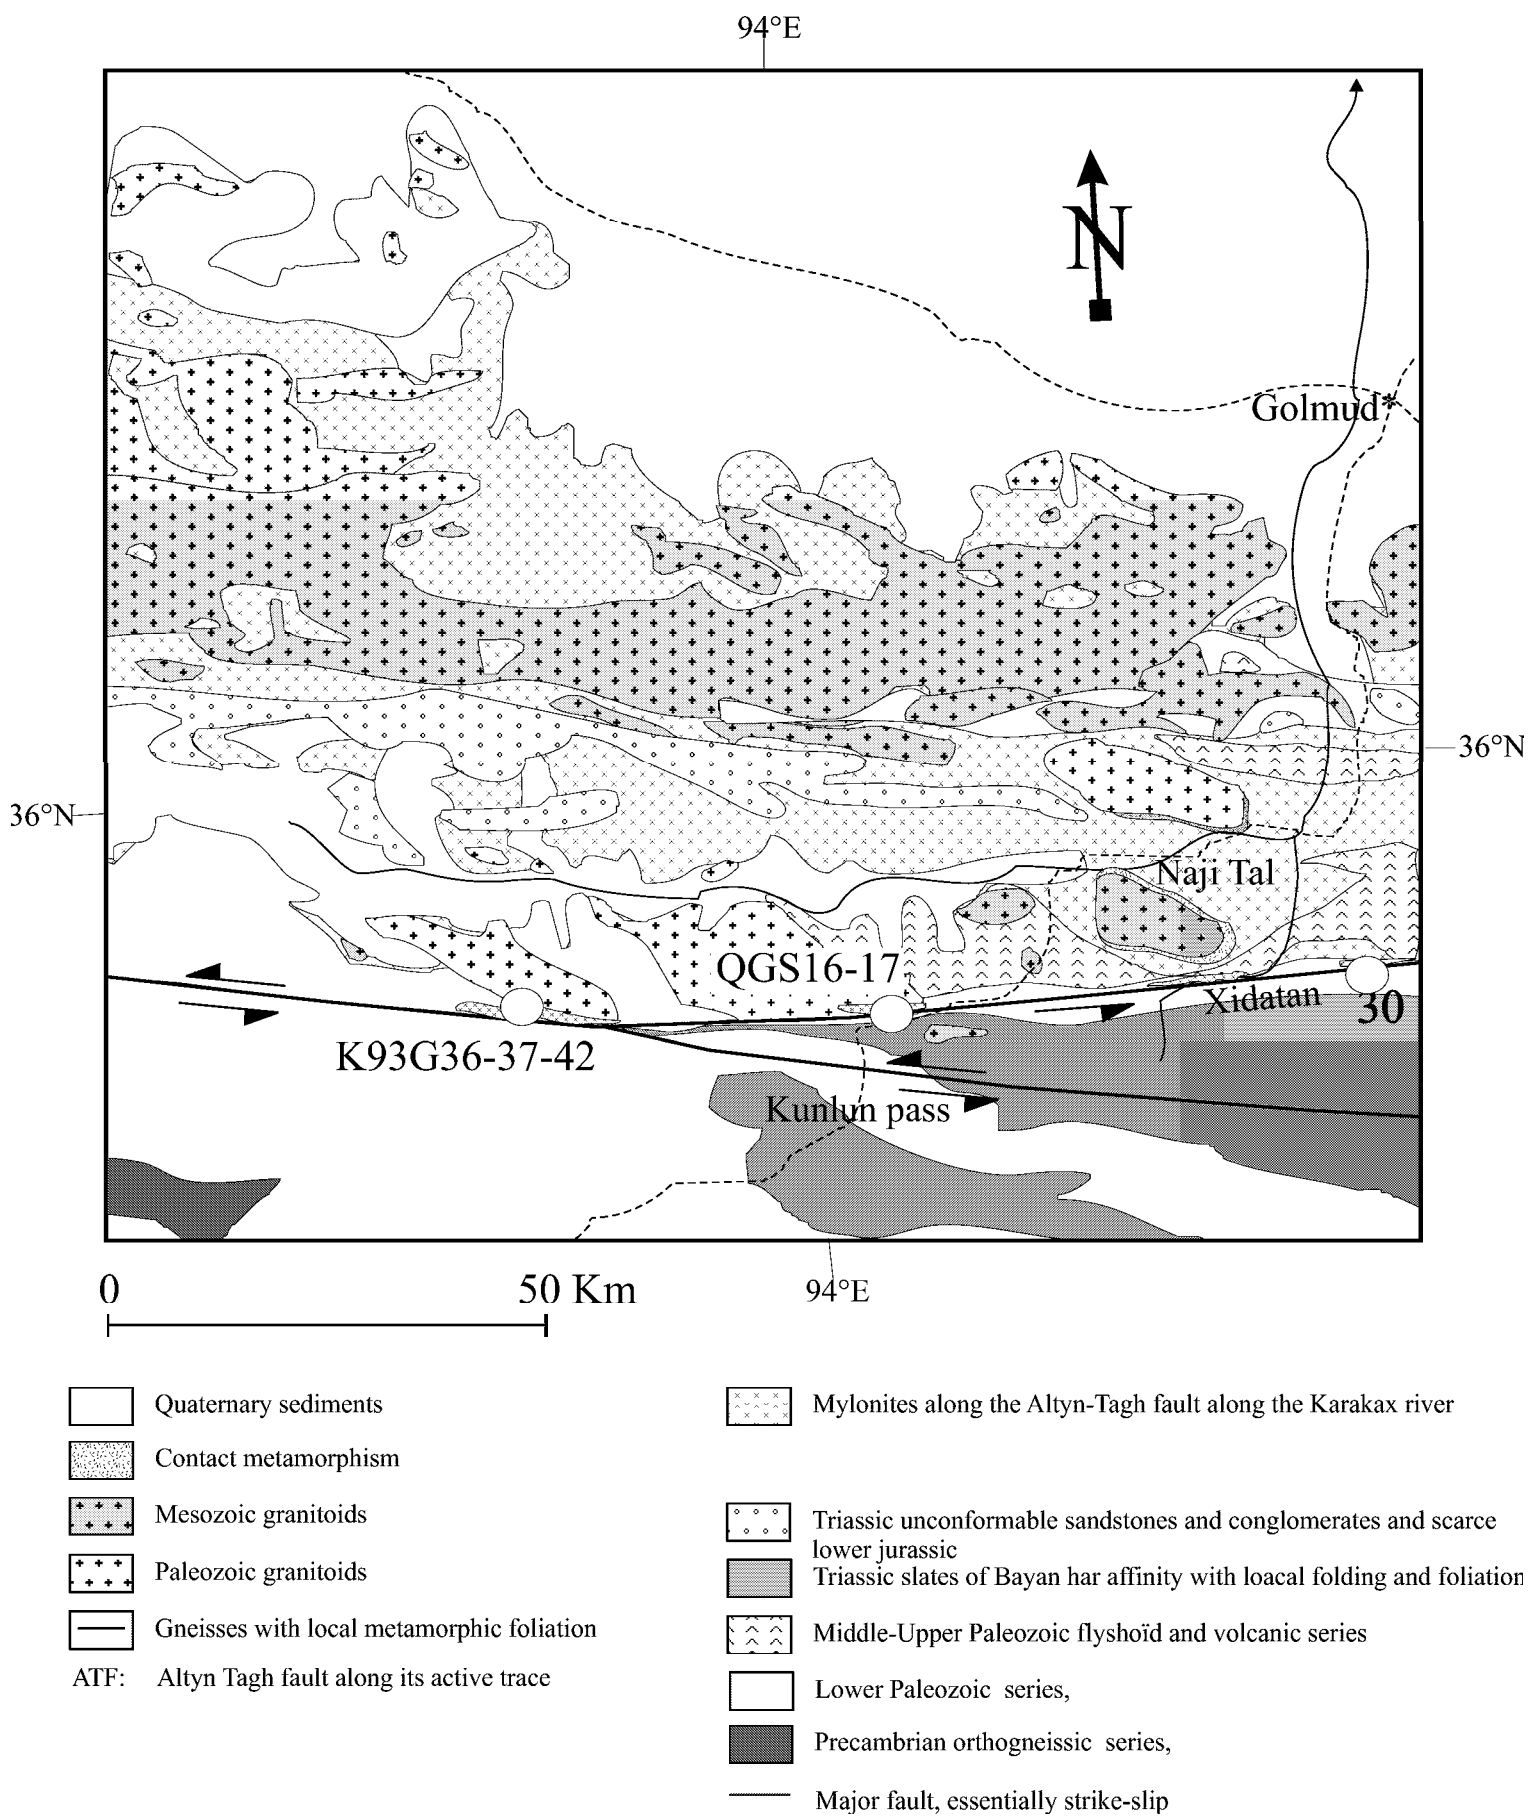 94°E
N
Golmud*
36°N
36°N
Naji Tal
QGS16-17
Xidatan
30
K93G36-37-42
Kunlun pass
0
50 Km
94°E
Quaternary sediments
Contact metamorphism
Mesozoic granitoids
Paleozoic granitoids
Gneisses with local metamorphic foliation
ATF: Altyn Tagh fault along its active trace
Mylonites along the Altyn-Tagh fault along the Karakax river
Triassic unconformable sandstones and conglomerates and scarce
lower jurassic
Triassic slates of Bayan har affinity with loacal folding and foliation
Middle-Upper Paleozoic flyshoïd and volcanic series
Lower Paleozoic series,
Precambrian orthogneissic series,
Major fault, essentially strike-slip